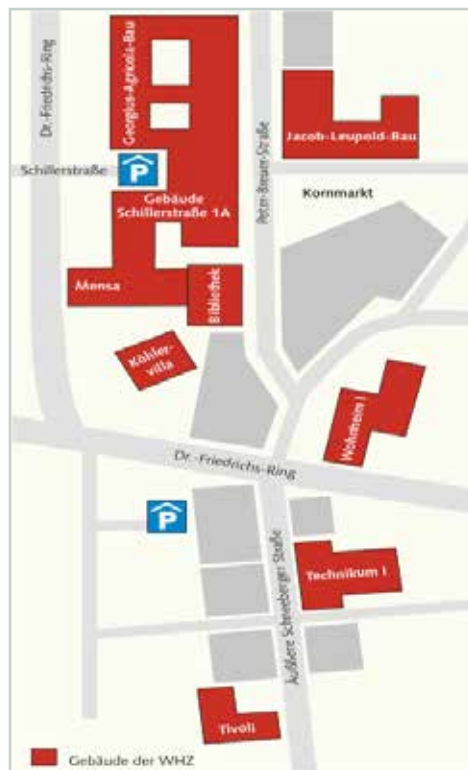 Dr.-Friedrichs-Ring
Georgius-Agricola-Bau
Peter-Breuer-Straße
Jacob-Leupold-Bau
Schillerstraße
P
Gebäude
Schillerstraße 1A
Kornmarkt
Mensa
Bibliothek
Köhler-
villa
Wohnheim I
Dr.-Friedrichs-Ring
P
Äußere Schneeberger Straße
Technikum I
Tivoli
Gebäude der WHZ